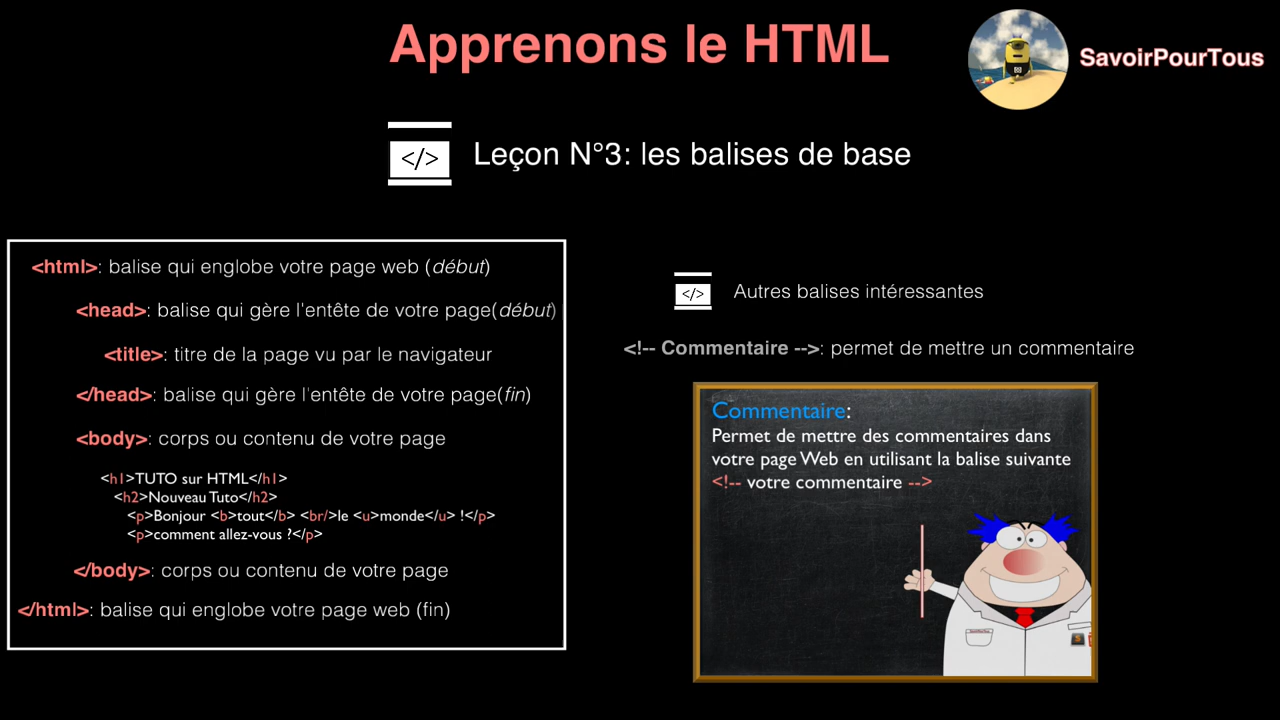 Apprenons le HTML
SavoirPourTous
</>
Leçon N°3: les balises de base
<html>: balise qui englobe votre page web (début)
<head>: balise qui gère l'entête de votre page(début)
<title>: titre de la page vu par le navigateur
</head>: balise qui gère l'entête de votre page(fin)
<body>: corps ou contenu de votre page
<h1>TUTO sur HTML</h1>
<h2>Nouveau Tuto</h2>
<p>Bonjour <b>tout</b> <br/>le <u>monde</u> !</p>
<p>comment allez-vous ?</p>
</body>: corps ou contenu de votre page
</html>: balise qui englobe votre page web (fin)
</>
Autres balises intéressantes
<!-- Commentaire -->: permet de mettre un commentaire
Commentaire:
Permet de mettre des commentaires dans
votre page Web en utilisant la balise suivante
<!-- votre commentaire -->